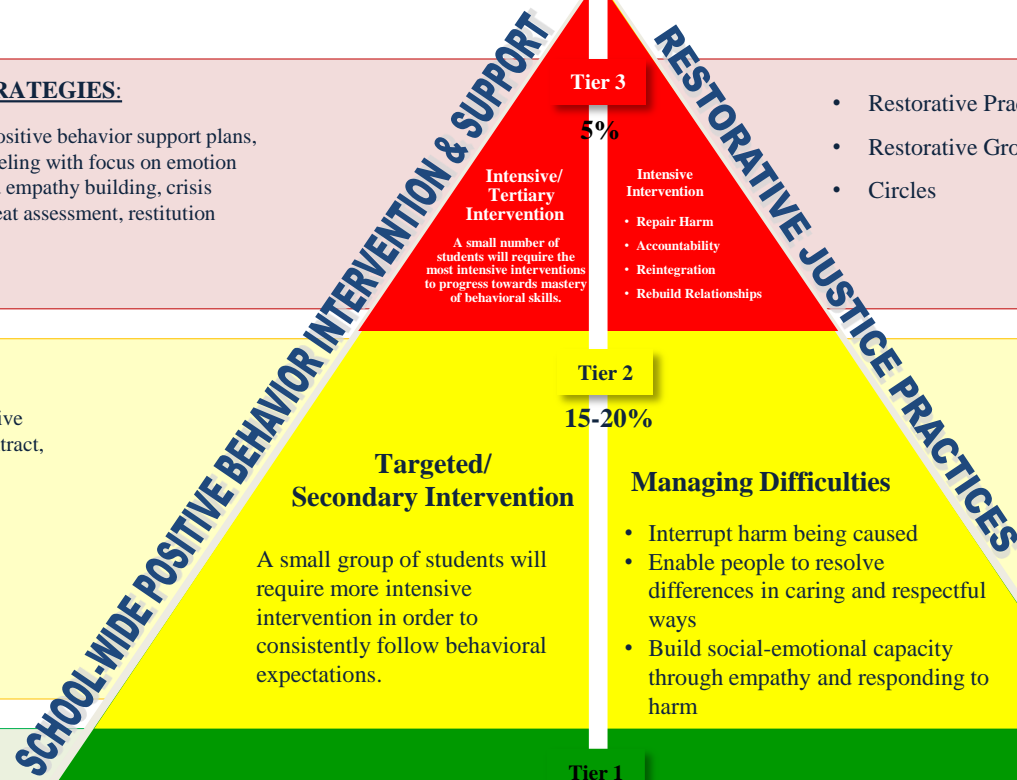 SCHOOL-WIDE POSITIVE BEHAVIOR INTERVENTION & SUPPORT
RESTORATIVE JUSTICE PRACTICES
RATEGIES:
ositive behavior support plans,
eling with focus on emotion
empathy building, crisis
eat assessment, restitution
Tier 3
5%
Intensive/
Tertiary
Intervention
A small number of
students will require the
most intensive interventions
to progress towards mastery
of behavioral skills.
Intensive
Intervention
• Repair Harm
• Accountability
• Reintegration
• Rebuild Relationships
• Restorative Prac
• Restorative Gro
• Circles
ive
tract,
Tier 2
15-20%
Targeted/
Secondary Intervention
A small group of students will
require more intensive
intervention in order to
consistently follow behavioral
expectations.
Managing Difficulties
• Interrupt harm being caused
• Enable people to resolve
differences in caring and respectful
ways
• Build social-emotional capacity
through empathy and responding to
harm
Tier 1